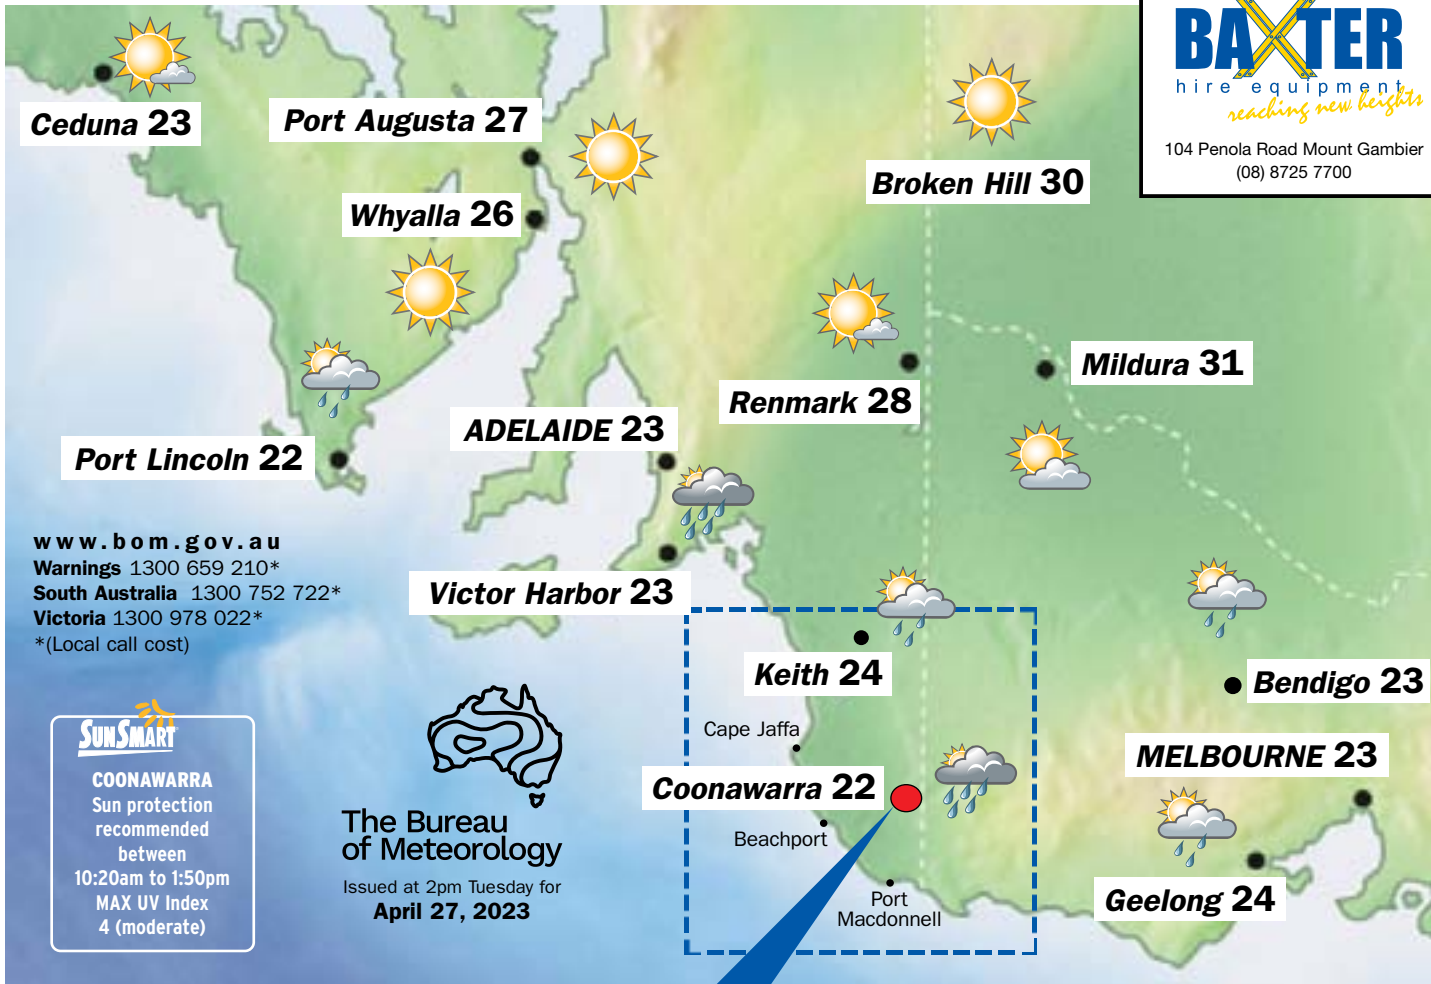 BAXTER
hire equipment
reaching new heights
104 Penola Road Mount Gambier
(08) 8725 7700
Ceduna 23
Port Augusta 27
Whyalla 26
Broken Hill 30
Renmark 28
Mildura 31
ADELAIDE 23
Port Lincoln 22
Victor Harbor 23
www.bom.gov.au
Warnings 1300 659 210*
South Australia 1300 752 722*
Victoria 1300 978 022*
*(Local call cost)
Keith 24
Bendigo 23
Cape Jaffa
MELBOURNE 23
Coonawarra 22
Beachport
Port
Macdonnell
Geelong 24
SUNSMART
COONAWARRA
Sun protection
recommended
between
10:20am to 1:50pm
MAX UV Index
4 (moderate)
The Bureau
of Meteorology
Issued at 2pm Tuesday for
April 27, 2023